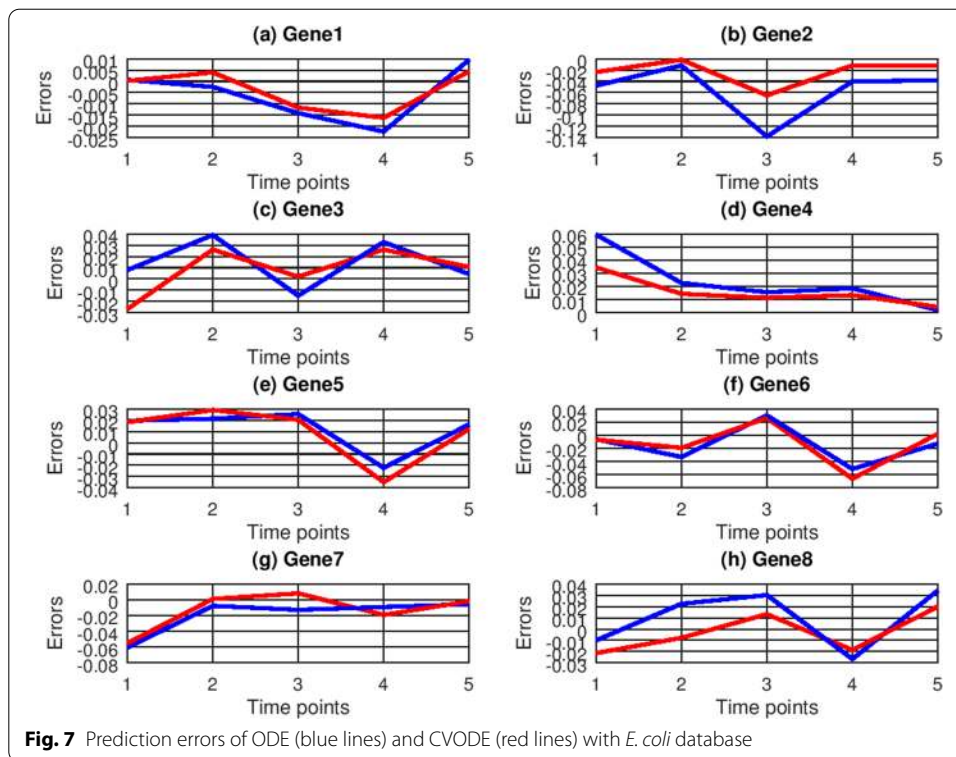 (a) Gene1
0.01
0.005
0
-0.005
-0.01
-0.015
-0.02
-0.025
Errors
1 2 3 4 5
Time points
(b) Gene2
0
-0.02
-0.04
-0.06
-0.08
-0.1
-0.12
-0.14
Errors
1 2 3 4 5
Time points
(c) Gene3
0.04
0.03
0.02
0.01
0
-0.01
-0.02
-0.03
Errors
1 2 3 4 5
Time points
(d) Gene4
0.06
0.05
0.04
0.03
0.02
0.01
0
Errors
1 2 3 4 5
Time points
(e) Gene5
0.03
0.02
0.01
0
-0.01
-0.02
-0.03
-0.04
Errors
1 2 3 4 5
Time points
(f) Gene6
0.04
0.02
0
-0.02
-0.04
-0.06
-0.08
Errors
1 2 3 4 5
Time points
(g) Gene7
0.02
0
-0.02
-0.04
-0.06
-0.08
Errors
1 2 3 4 5
Time points
(h) Gene8
0.04
0.03
0.02
0.01
0
-0.01
-0.02
-0.03
Errors
1 2 3 4 5
Time points
Fig. 7 Prediction errors of ODE (blue lines) and CVODE (red lines) with E. coli database